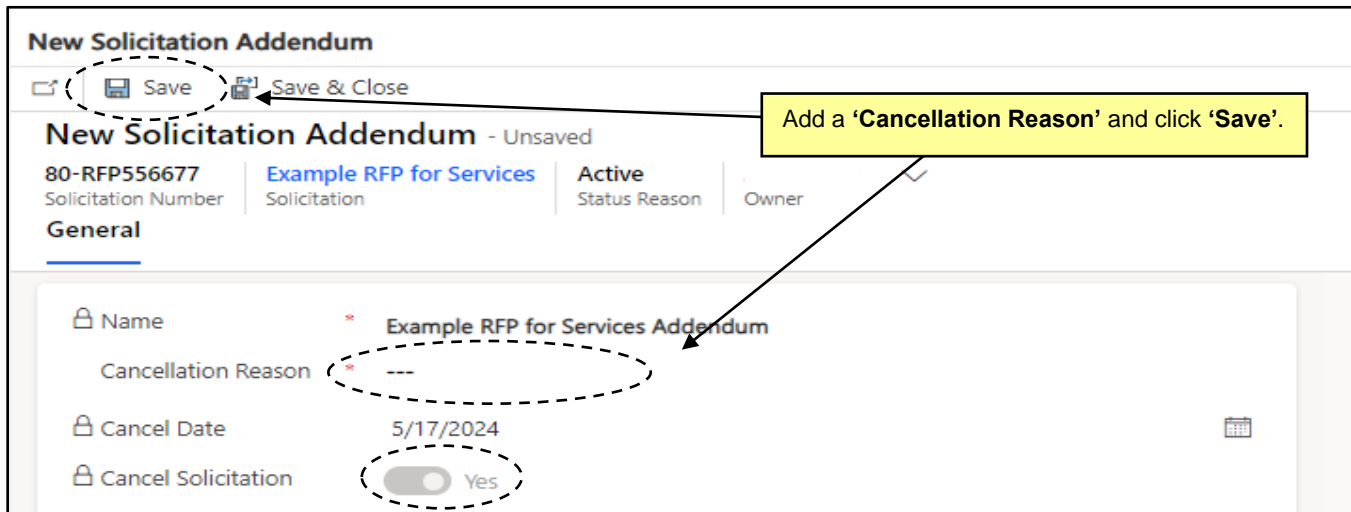 New Solicitation Addendum
Save Save & Close
Add a ‘Cancellation Reason’ and click ‘Save’.
New Solicitation Addendum - Unsaved
80-RFP556677 Example RFP for Services Active
Solicitation Number Solicitation Status Reason Owner
General
Name * Example RFP for Services Addendum
Cancellation Reason * ---
Cancel Date 5/17/2024
Cancel Solicitation Yes